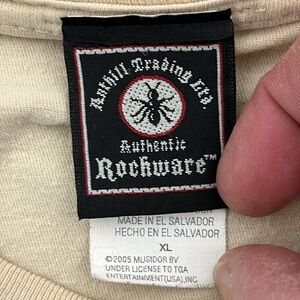 Anthill Trading Ltd.
Authentic
Rockware™
MADE IN EL SALVADOR
HECHO EN EL SALVADOR
XL
©2005 MUSIDOR BV
UNDER LICENSE TO TGA
ENTERTAINMENT(USA),INC